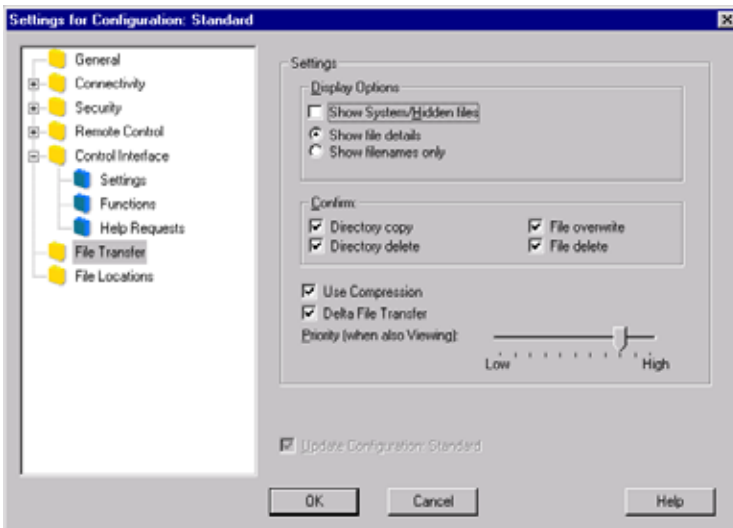 Settings for Configuration: Standard
General
Connectivity
Security
Remote Control
Control Interface
Settings
Functions
Help Requests
File Transfer
File Locations
Settings
Display Options
Show System/Hidden files
Show file details
Show filenames only
Confirm:
Directory copy
File overwrite
Directory delete
File delete
Use Compression
Delta File Transfer
Priority (when also Viewing):
Low
High
Update Configuration: Standard
OK
Cancel
Help